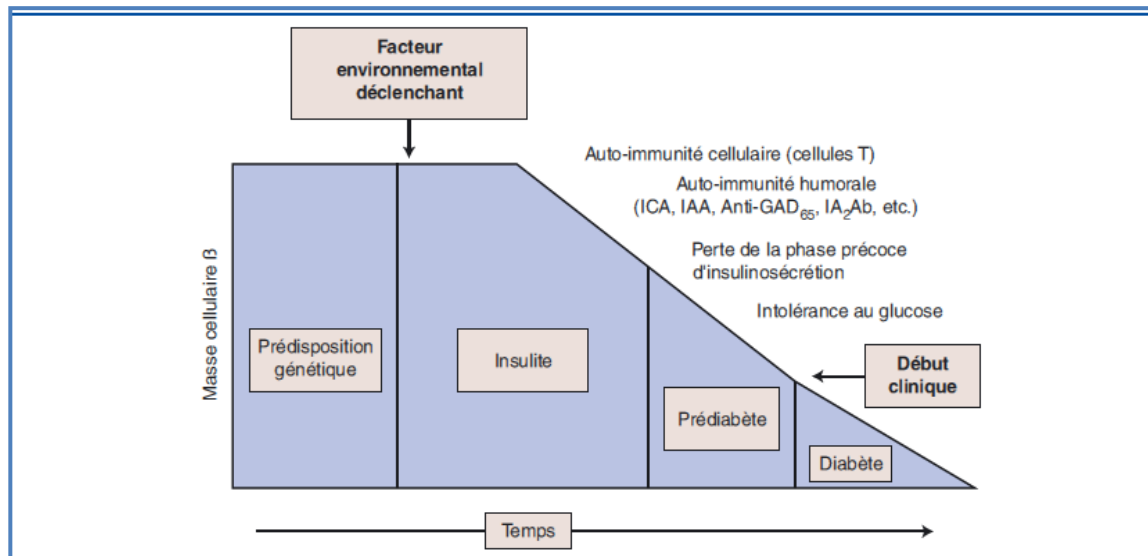 Facteur
environnemental
déclenchant
Auto-immunité cellulaire (cellules T)
Auto-immunité humorale
(ICA, IAA, Anti-GAD65, IA2Ab, etc.)
Perte de la phase précoce
d'insulinosécrétion
Intolérance au glucose
Masse cellulaire ß
Prédisposition
génétique
Insulite
Prédiabète
Début
clinique
Diabète
Temps